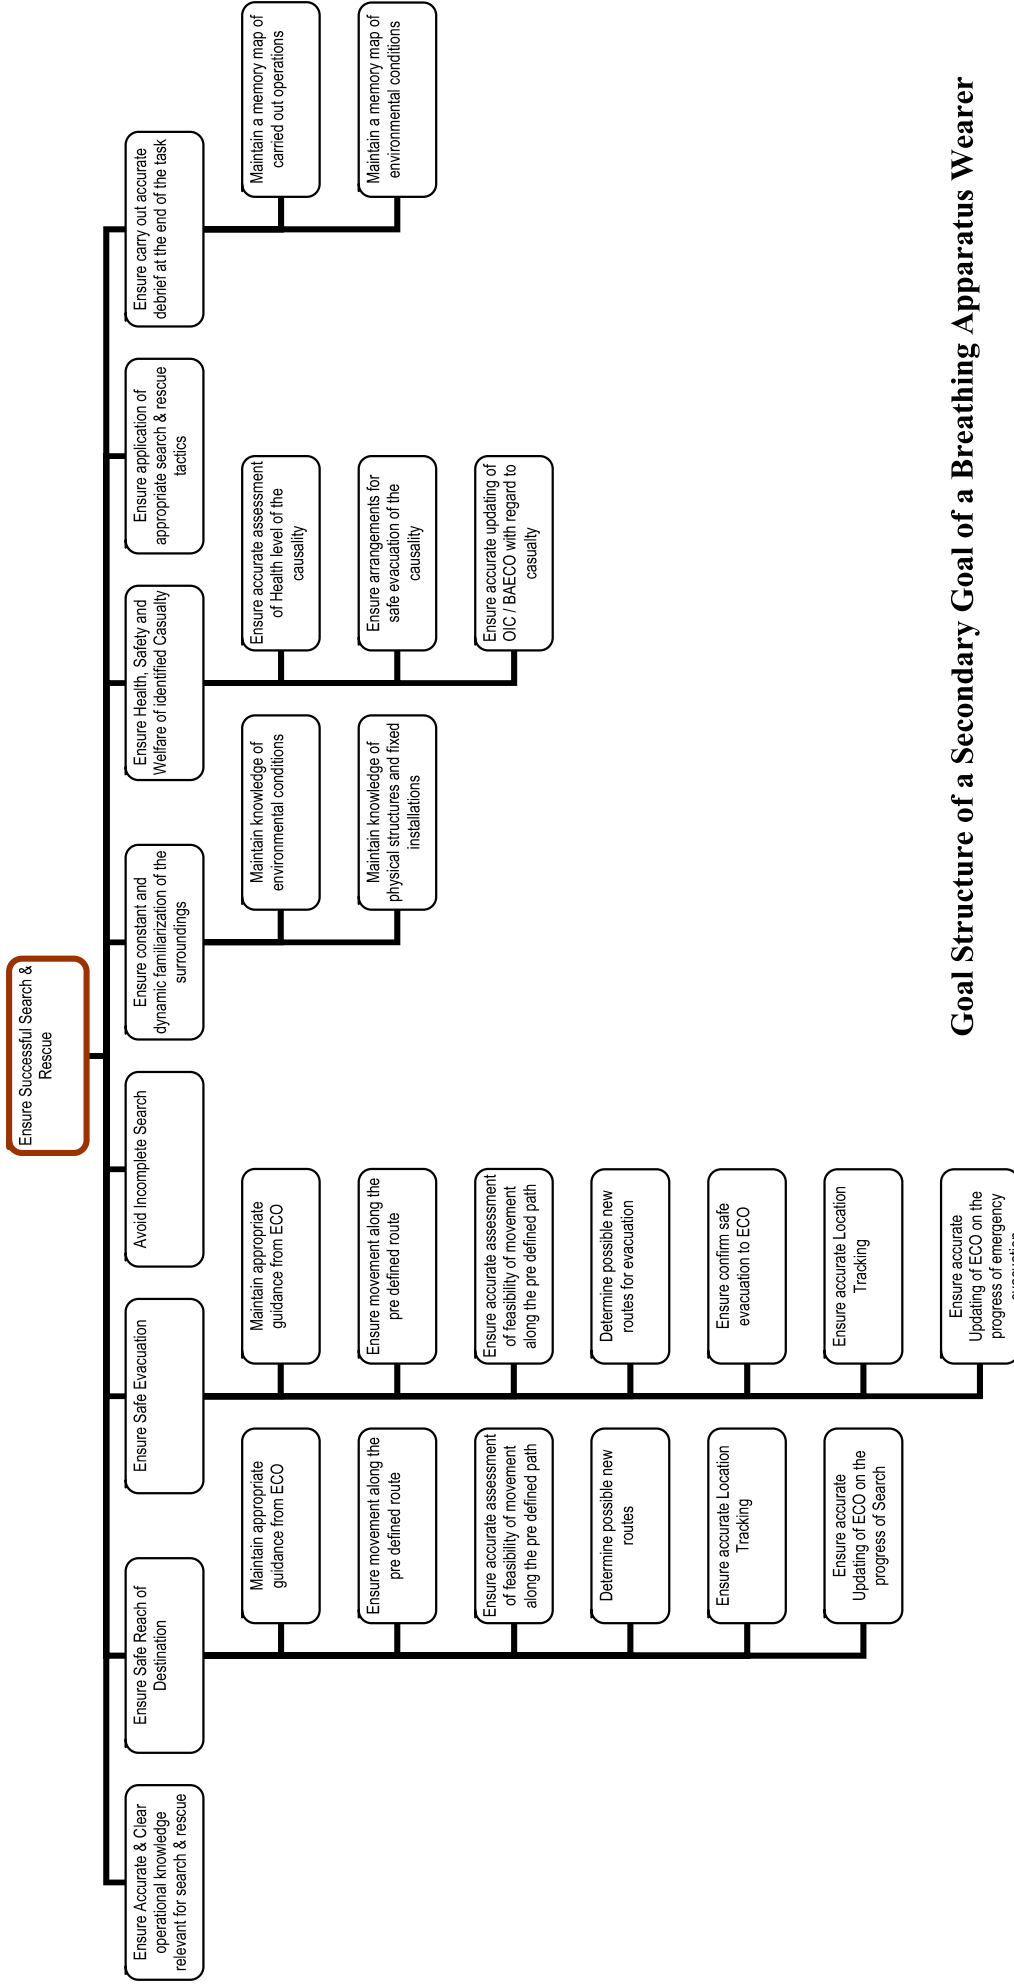 Ensure Successful Search &
Rescue
Ensure Accurate & Clear
operational knowledge
relevant for search & rescue
Ensure Safe Reach of
Destination
Maintain appropriate
guidance from ECO
Ensure movement along the
pre defined route
Ensure accurate assessment
of feasibility of movement
along the pre defined path
Determine possible new
routes
Ensure accurate Location
Tracking
Ensure accurate
Updating of ECO on the
progress of Search
Ensure Safe Evacuation
Maintain appropriate
guidance from ECO
Ensure movement along the
pre defined route
Ensure accurate assessment
of feasibility of movement
along the pre defined path
Determine possible new
routes for evacuation
Ensure confirm safe
evacuation to ECO
Ensure accurate Location
Tracking
Ensure accurate
Updating of ECO on the
progress of emergency
evacuation
Avoid Incomplete Search
Ensure constant and
dynamic familiarization of the
surroundings
Maintain knowledge of
environmental conditions
Maintain knowledge of
physical structures and fixed
installations
Ensure Health, Safety and
Welfare of identified Casualty
Ensure accurate assessment
of Health level of the
causality
Ensure arrangements for
safe evacuation of the
causality
Ensure accurate updating of
OIC / BAECO with regard to
casualty
Ensure application of
appropriate search & rescue
tactics
Ensure carry out accurate
debrief at the end of the task
Maintain a memory map of
carried out operations
Maintain a memory map of
environmental conditions
Goal Structure of a Secondary Goal of a Breathing Apparatus Wearer